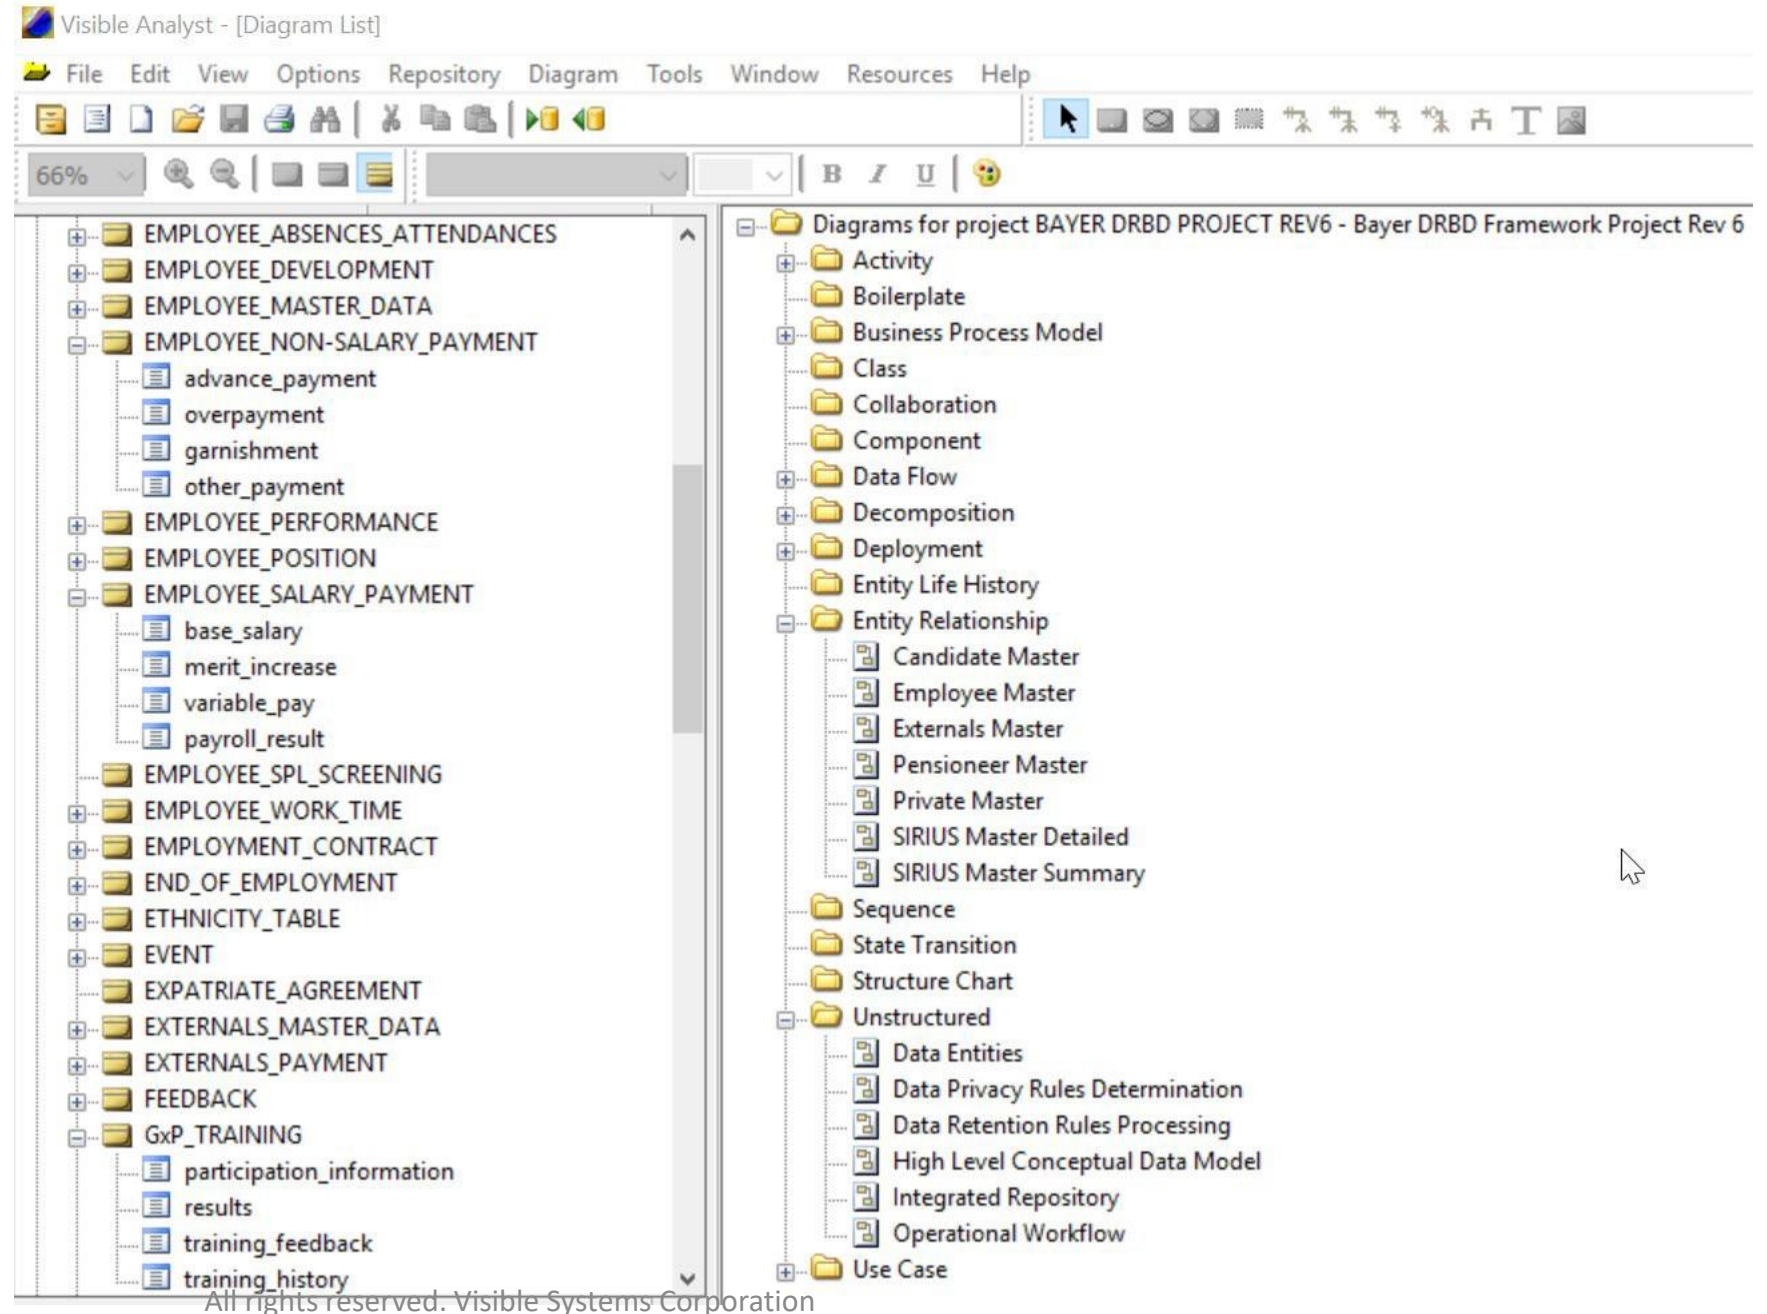 Visible Analyst - [Diagram List]
File Edit View Options Repository Diagram Tools Window Resources Help
66% B I U
EMPLOYEE_ABSENCES_ATTENDANCES
EMPLOYEE_DEVELOPMENT
EMPLOYEE_MASTER_DATA
EMPLOYEE_NON-SALARY_PAYMENT
advance_payment
overpayment
garnishment
other_payment
EMPLOYEE_PERFORMANCE
EMPLOYEE_POSITION
EMPLOYEE_SALARY_PAYMENT
base_salary
merit_increase
variable_pay
payroll_result
EMPLOYEE_SPL_SCREENING
EMPLOYEE_WORK_TIME
EMPLOYMENT_CONTRACT
END_OF_EMPLOYMENT
ETHNICITY_TABLE
EVENT
EXPATRIATE_AGREEMENT
EXTERNALS_MASTER_DATA
EXTERNALS_PAYMENT
FEEDBACK
GxP_TRAINING
participation_information
results
training_feedback
training_history
Diagrams for project BAYER DRBD PROJECT REV6 - Bayer DRBD Framework Project Rev 6
Activity
Boilerplate
Business Process Model
Class
Collaboration
Component
Data Flow
Decomposition
Deployment
Entity Life History
Entity Relationship
Candidate Master
Employee Master
Externals Master
Pensioneer Master
Private Master
SIRIUS Master Detailed
SIRIUS Master Summary
Sequence
State Transition
Structure Chart
Unstructured
Data Entities
Data Privacy Rules Determination
Data Retention Rules Processing
High Level Conceptual Data Model
Integrated Repository
Operational Workflow
Use Case
All rights reserved. Visible Systems Corporation